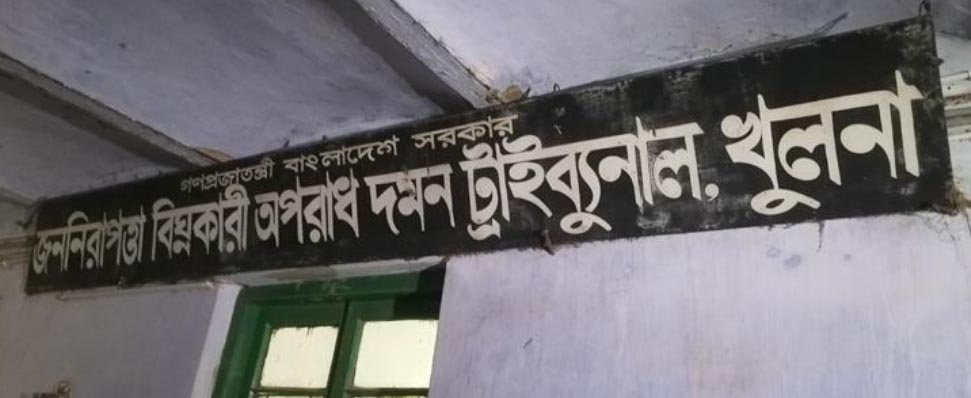 গণপ্রজাতন্ত্রী বাংলাদেশ সরকার
জননিরাপত্তা বিঘ্নকারী অপরাধ দমন ট্রাইব্যুনাল, খুলনা